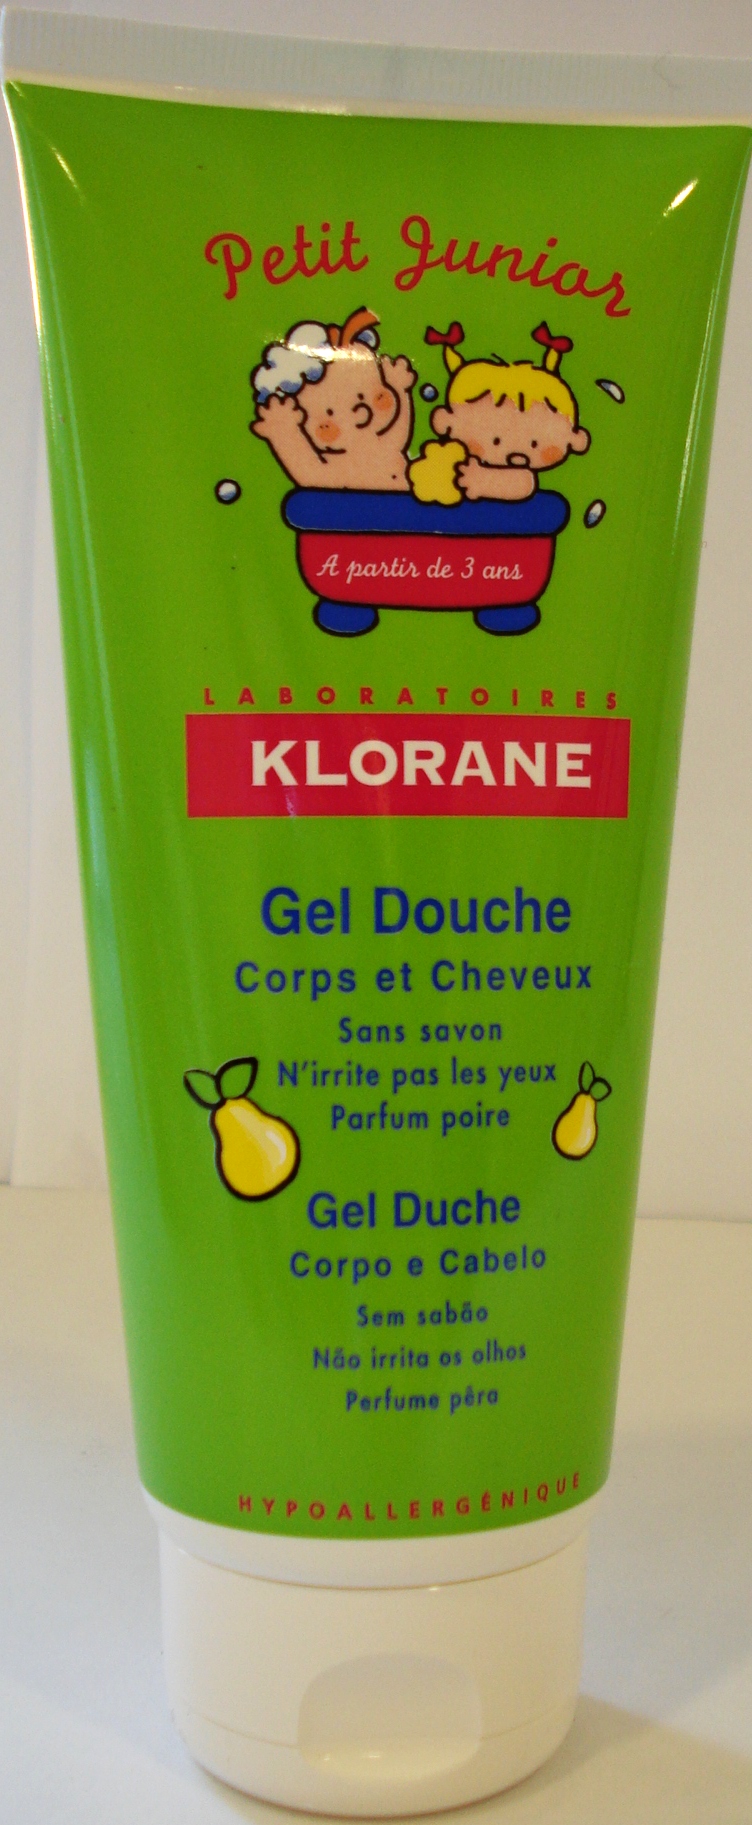 Petit Junior
A partir de 3 ans
LABORATOIRES
KLORANE
Gel Douche
Corps et Cheveux
Sans savon
N'irrite pas les yeux
Parfum poire
Gel Duche
Corpo e Cabelo
Sem sabão
Não irrita os olhos
Perfume pêra
HYPOALLERGÉNIQUE